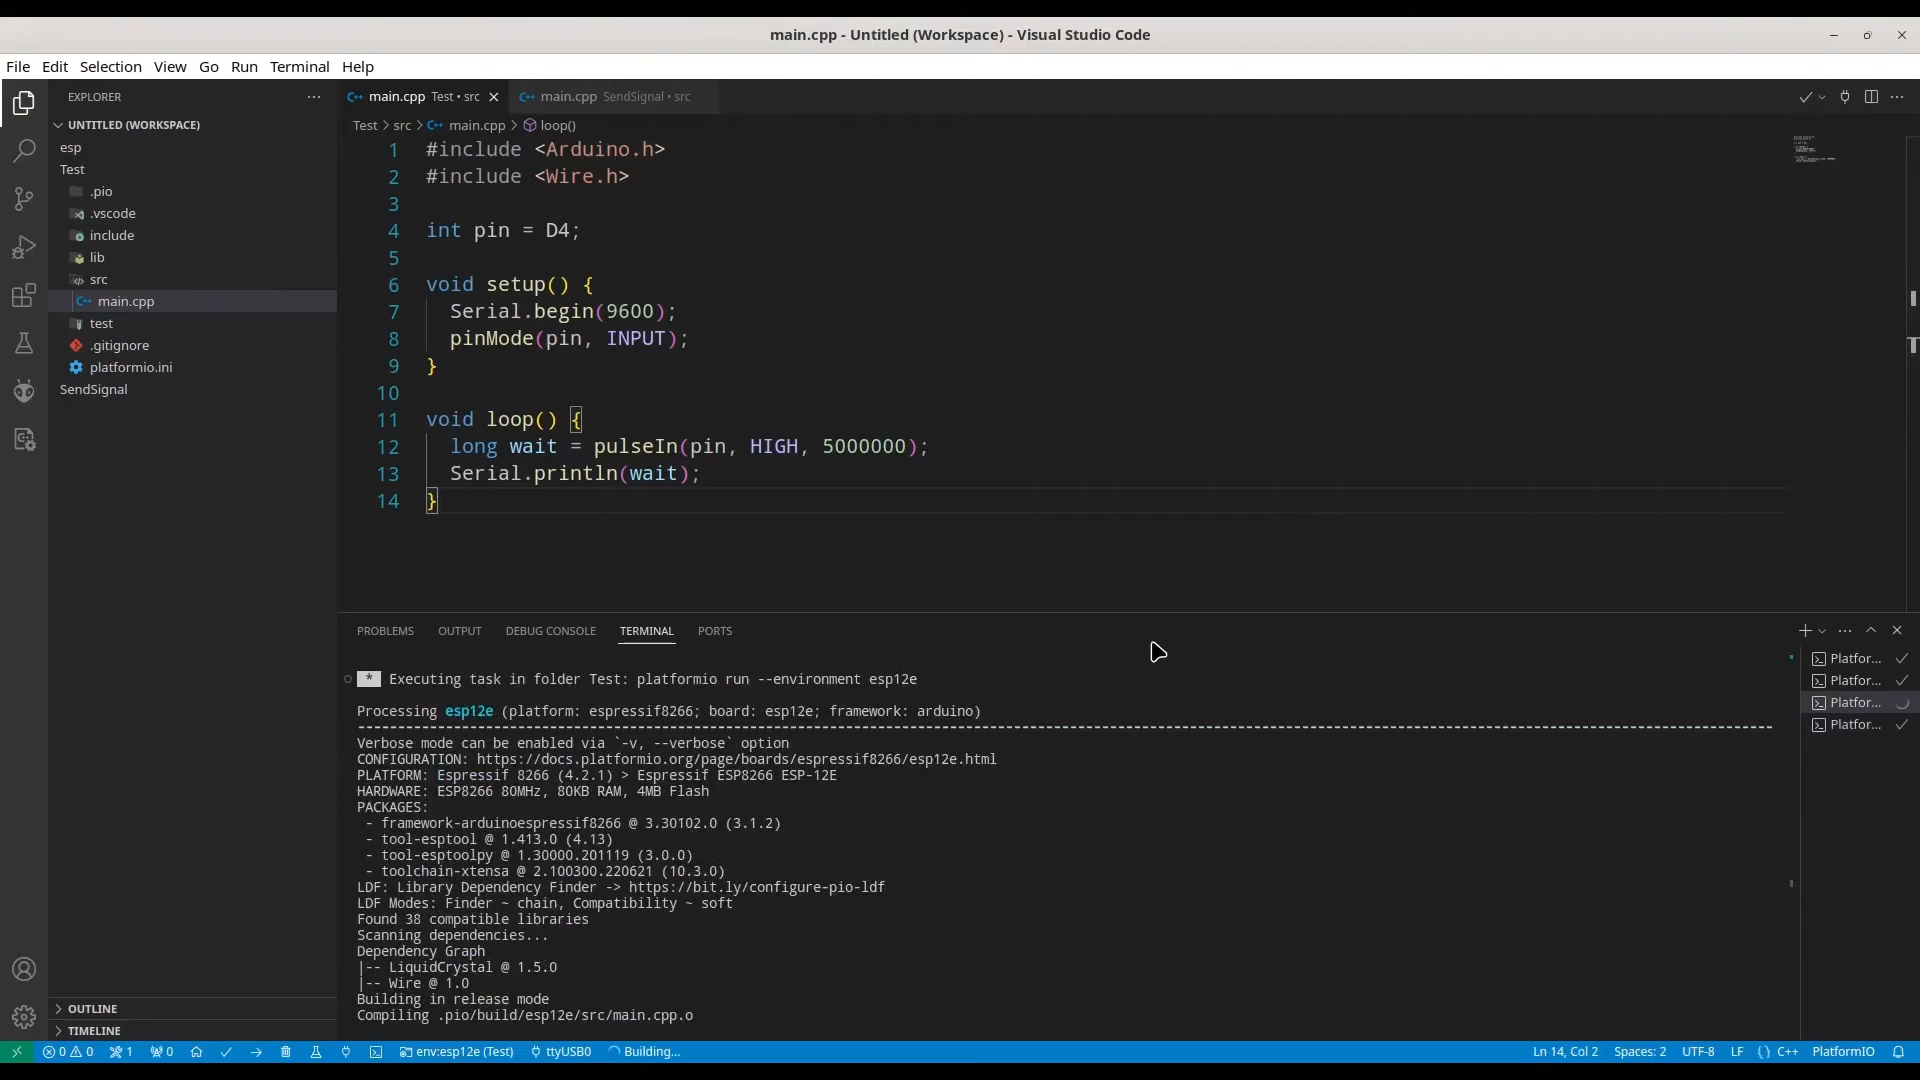 main.cpp - Untitled (Workspace) - Visual Studio Code
File Edit Selection View Go Run Terminal Help
EXPLORER
UNTITLED (WORKSPACE)
esp
Test
.pio
.vscode
include
lib
src
main.cpp
test
.gitignore
platformio.ini
SendSignal
OUTLINE
TIMELINE
main.cpp Test • src
main.cpp SendSignal • src
Test > src > main.cpp > loop()
1 #include <Arduino.h>
2 #include <Wire.h>
3
4 int pin = D4;
5
6 void setup() {
7 Serial.begin(9600);
8 pinMode(pin, INPUT);
9 }
10
11 void loop() {
12 long wait = pulseIn(pin, HIGH, 5000000);
13 Serial.println(wait);
14 }
PROBLEMS OUTPUT DEBUG CONSOLE TERMINAL PORTS
* Executing task in folder Test: platformio run --environment esp12e
Processing esp12e (platform: espressif8266; board: esp12e; framework: arduino)
Verbose mode can be enabled via `-v, --verbose` option
CONFIGURATION: https://docs.platformio.org/page/boards/espressif8266/esp12e.html
PLATFORM: Espressif 8266 (4.2.1) > Espressif ESP8266 ESP-12E
HARDWARE: ESP8266 80MHz, 80KB RAM, 4MB Flash
PACKAGES:
- framework-arduinoespressif8266 @ 3.30102.0 (3.1.2)
- tool-esptool @ 1.413.0 (4.13)
- tool-esptoolpy @ 1.30000.201119 (3.0.0)
- toolchain-xtensa @ 2.100300.220621 (10.3.0)
LDF: Library Dependency Finder -> https://bit.ly/configure-pio-ldf
LDF Modes: Finder ~ chain, Compatibility ~ soft
Found 38 compatible libraries
Scanning dependencies...
Dependency Graph
|-- LiquidCrystal @ 1.5.0
|-- Wire @ 1.0
Building in release mode
Compiling .pio/build/esp12e/src/main.cpp.o
Platfor...
Platfor...
Platfor...
Platfor...
0 0 1 0 env:esp12e (Test) ttyUSB0 Building... Ln 14, Col 2 Spaces: 2 UTF-8 LF {} C++ PlatformIO